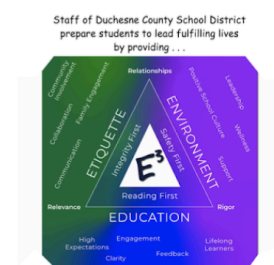 Staff of Duchesne County School District
prepare students to lead fulfilling lives
by providing . . .
Relationships
Community
Involvement
Family Engagement
Collaboration
Communication
Positive School Culture
Leadership
Wellness
Support
ETIQUETTE
ENVIRONMENT
Integrity First
Safety First
E³
Reading First
Relevance
Rigor
EDUCATION
High
Expectations
Engagement
Clarity
Feedback
Lifelong
Learners